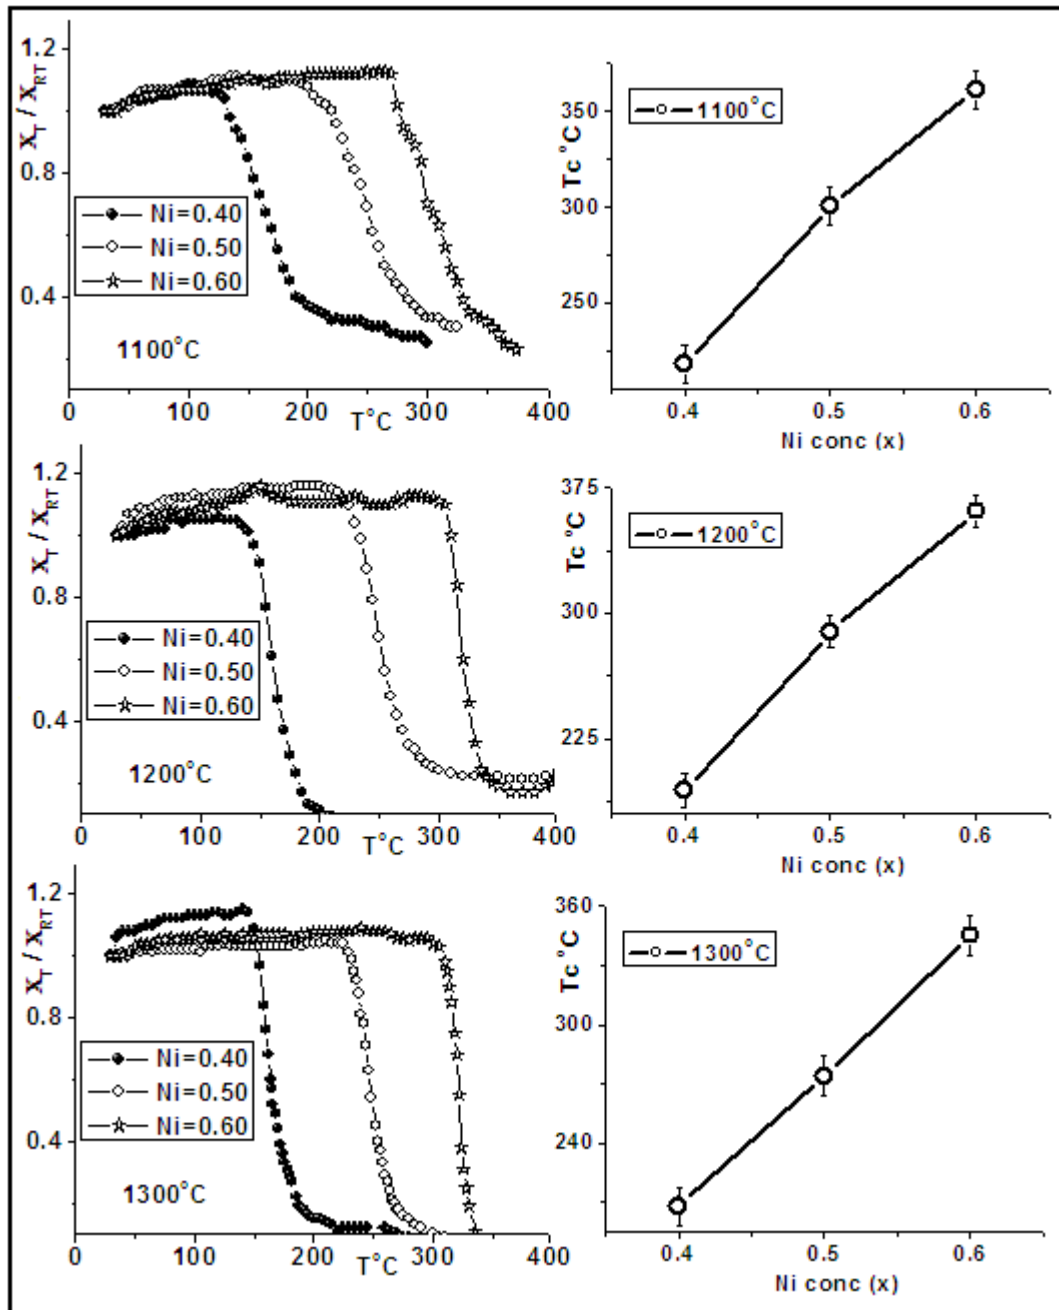 1.2
0.8
0.4
X_T / X_RT
Ni=0.40
Ni=0.50
Ni=0.60
1100°C
0 100 200 300 400
T°C
1100°C
350
300
250
Tc °C
0.4 0.5 0.6
Ni conc (x)
1.2
0.8
0.4
X_T / X_RT
Ni=0.40
Ni=0.50
Ni=0.60
1200°C
0 100 200 300 400
T°C
1200°C
375
300
225
Tc °C
0.4 0.5 0.6
Ni conc (x)
1.2
0.8
0.4
X_T / X_RT
Ni=0.40
Ni=0.50
Ni=0.60
1300°C
0 100 200 300 400
T°C
1300°C
360
300
240
Tc °C
0.4 0.5 0.6
Ni conc (x)